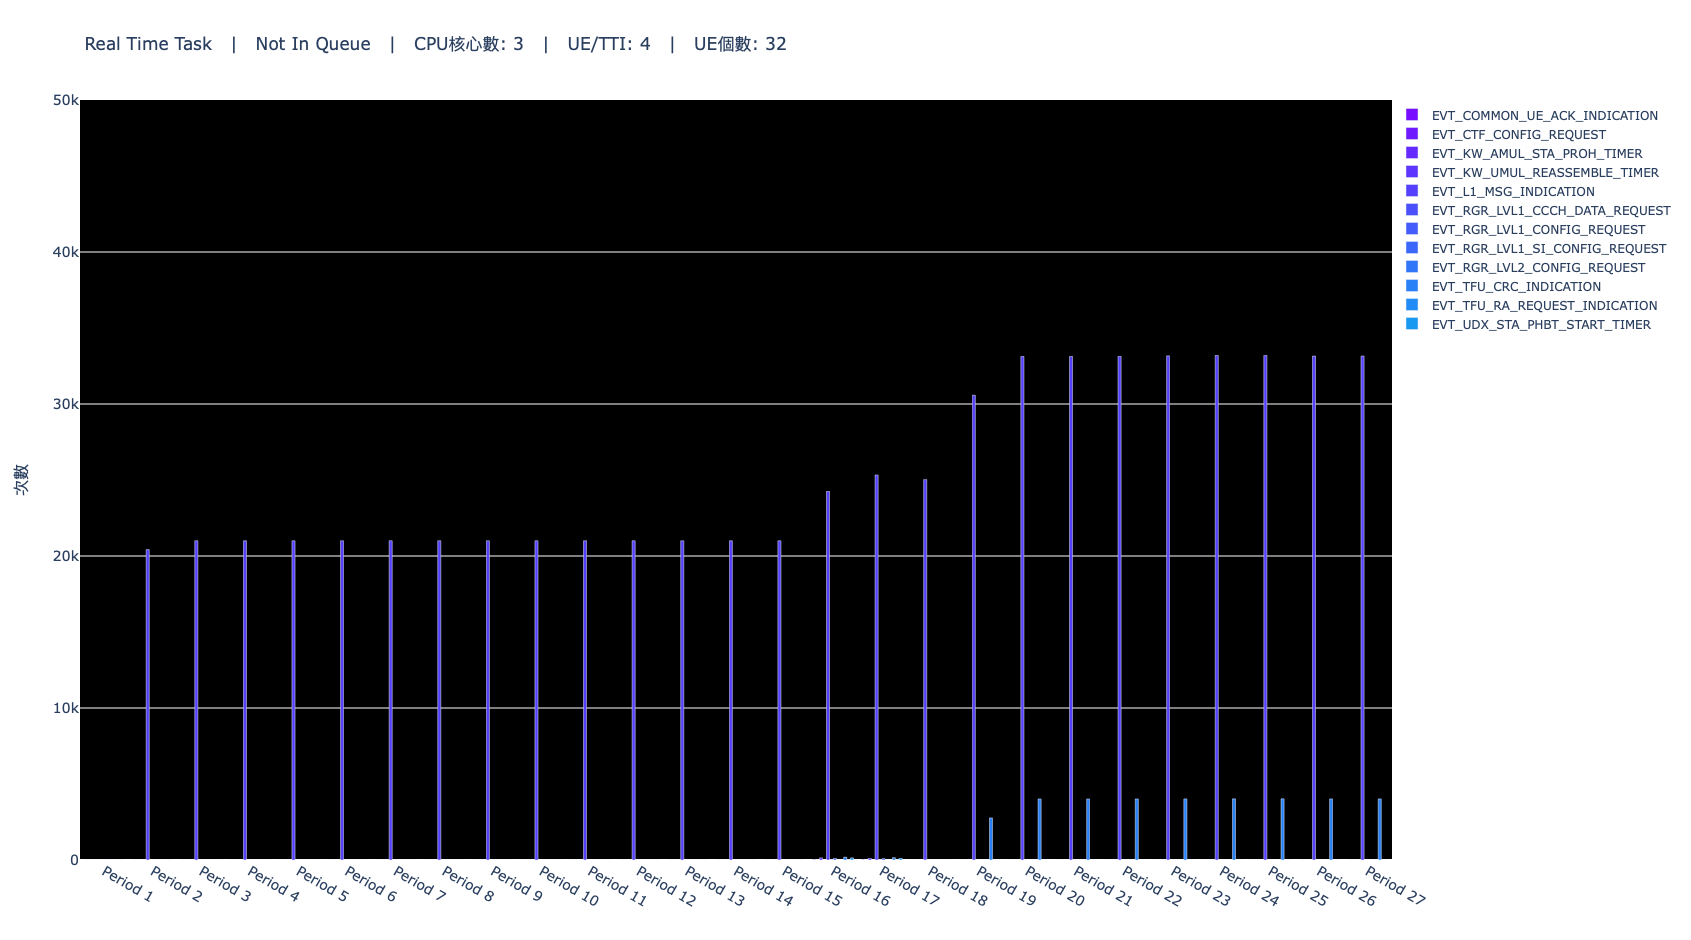 Real Time Task | Not In Queue | CPU核心數: 3 | UE/TTI: 4 | UE個數: 32
50k
40k
30k
20k
10k
0
次數
Period 1
Period 2
Period 3
Period 4
Period 5
Period 6
Period 7
Period 8
Period 9
Period 10
Period 11
Period 12
Period 13
Period 14
Period 15
Period 16
Period 17
Period 18
Period 19
Period 20
Period 21
Period 22
Period 23
Period 24
Period 25
Period 26
Period 27
EVT_COMMON_UE_ACK_INDICATION
EVT_CTF_CONFIG_REQUEST
EVT_KW_AMUL_STA_PROH_TIMER
EVT_KW_UMUL_REASSEMBLE_TIMER
EVT_L1_MSG_INDICATION
EVT_RGR_LVL1_CCCH_DATA_REQUEST
EVT_RGR_LVL1_CONFIG_REQUEST
EVT_RGR_LVL1_SI_CONFIG_REQUEST
EVT_RGR_LVL2_CONFIG_REQUEST
EVT_TFU_CRC_INDICATION
EVT_TFU_RA_REQUEST_INDICATION
EVT_UDX_STA_PHBT_START_TIMER